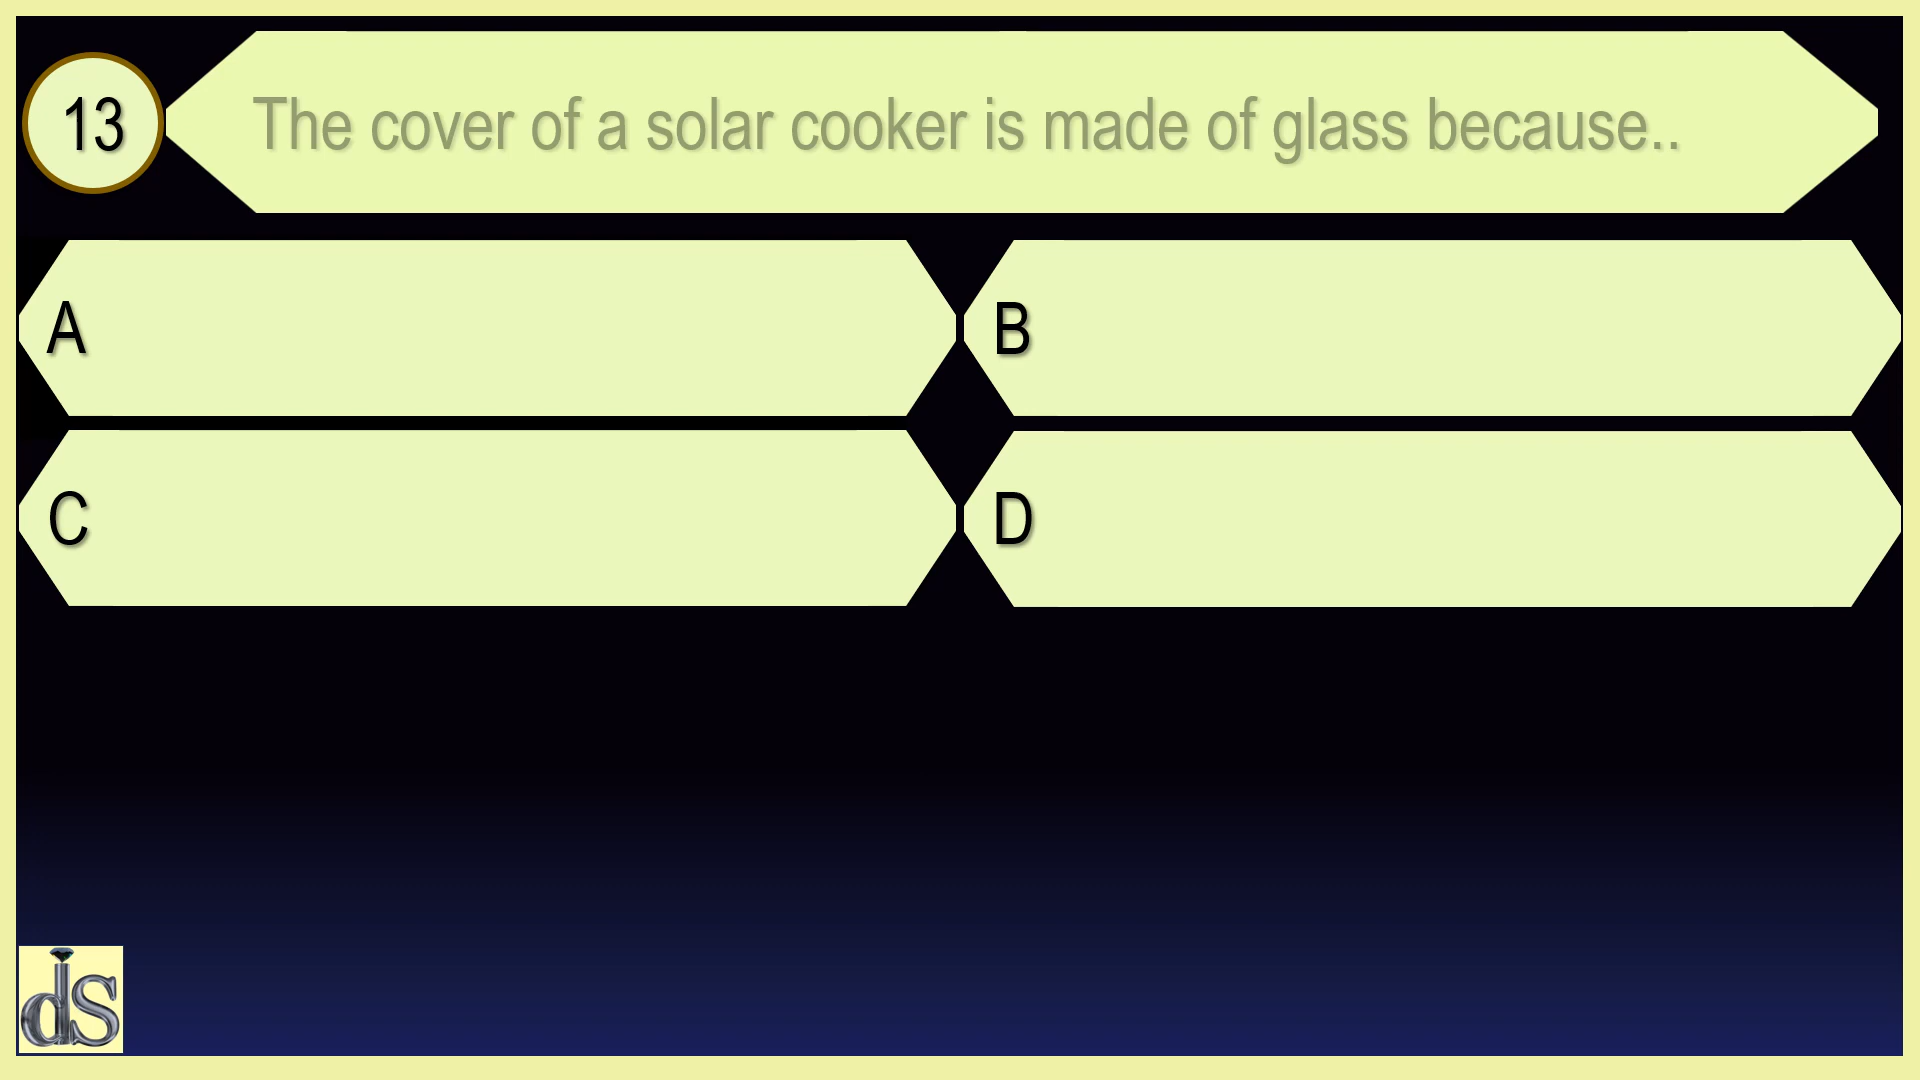 13
The cover of a solar cooker is made of glass because..
A
B
C
D
ds